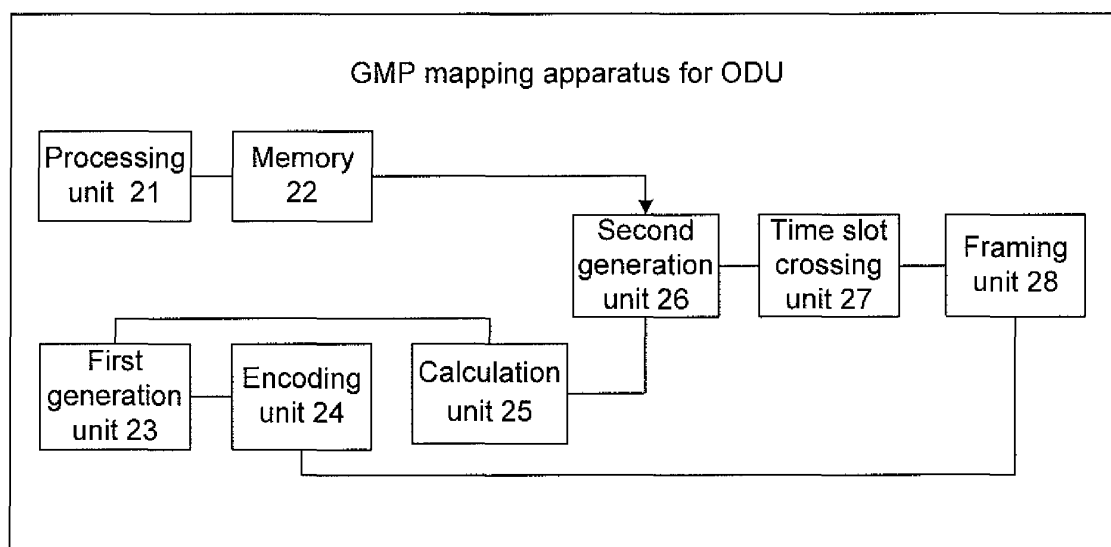 GMP mapping apparatus for ODU
Processing
unit 21
Memory
22
Second
generation
unit 26
Time slot
crossing
unit 27
Framing
unit 28
First
generation
unit 23
Encoding
unit 24
Calculation
unit 25